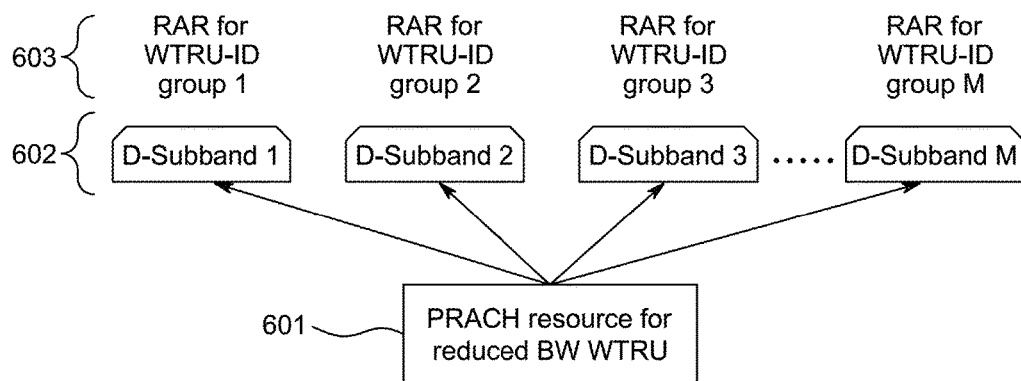 603
RAR for
WTRU-ID
group 1
RAR for
WTRU-ID
group 2
RAR for
WTRU-ID
group 3
RAR for
WTRU-ID
group M
602
D-Subband 1
D-Subband 2
D-Subband 3
.....
D-Subband M
601
PRACH resource for
reduced BW WTRU